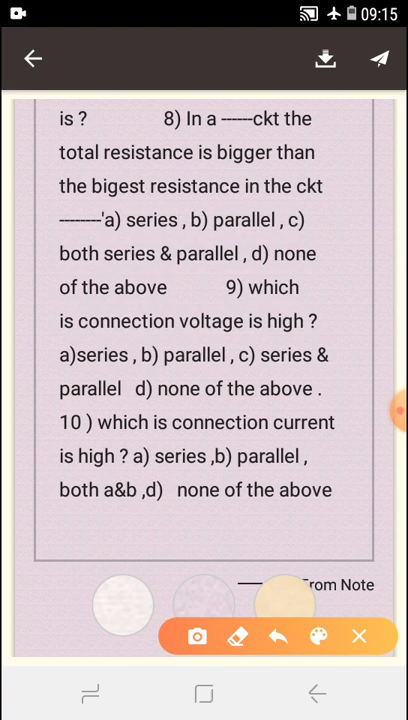 09:15
is ? 8) In a ------ckt the
total resistance is bigger than
the bigest resistance in the ckt
--------'a) series , b) parallel , c)
both series & parallel , d) none
of the above 9) which
is connection voltage is high ?
a)series , b) parallel , c) series &
parallel d) none of the above .
10 ) which is connection current
is high ? a) series ,b) parallel ,
both a&b ,d) none of the above
From Note